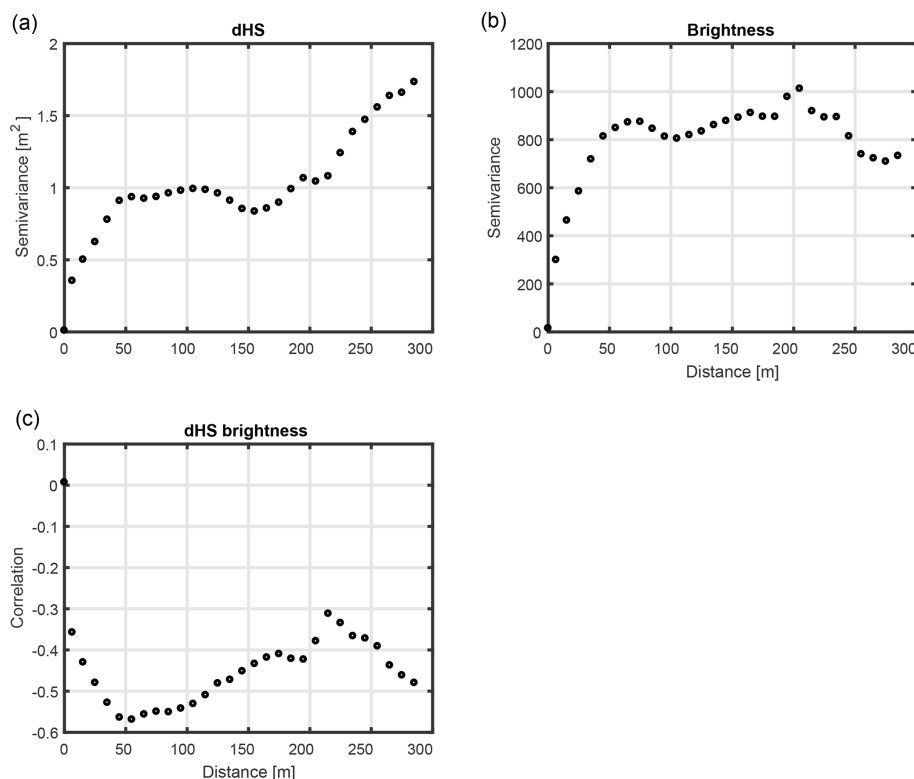 (a)
dHS
2
1.5
1
0.5
0
Semivariance [m²]
0 50 100 150 200 250 300
(b)
Brightness
1200
1000
800
600
400
200
0
Semivariance
0 50 100 150 200 250 300
Distance [m]
(c)
dHS brightness
0.1
0
-0.1
-0.2
-0.3
-0.4
-0.5
-0.6
Correlation
0 50 100 150 200 250 300
Distance [m]